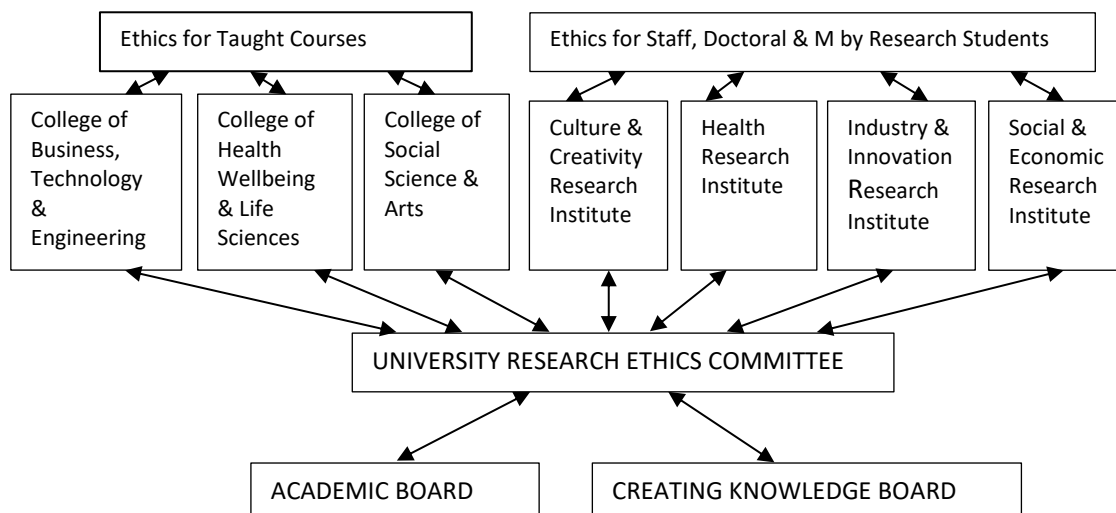 Ethics for Taught Courses
Ethics for Staff, Doctoral & M by Research Students
College of
Business,
Technology
&
Engineering
College of
Health
Wellbeing
& Life
Sciences
College of
Social
Science &
Arts
Culture &
Creativity
Research
Institute
Health
Research
Institute
Industry &
Innovation
Research
Institute
Social &
Economic
Research
Institute
UNIVERSITY RESEARCH ETHICS COMMITTEE
ACADEMIC BOARD
CREATING KNOWLEDGE BOARD